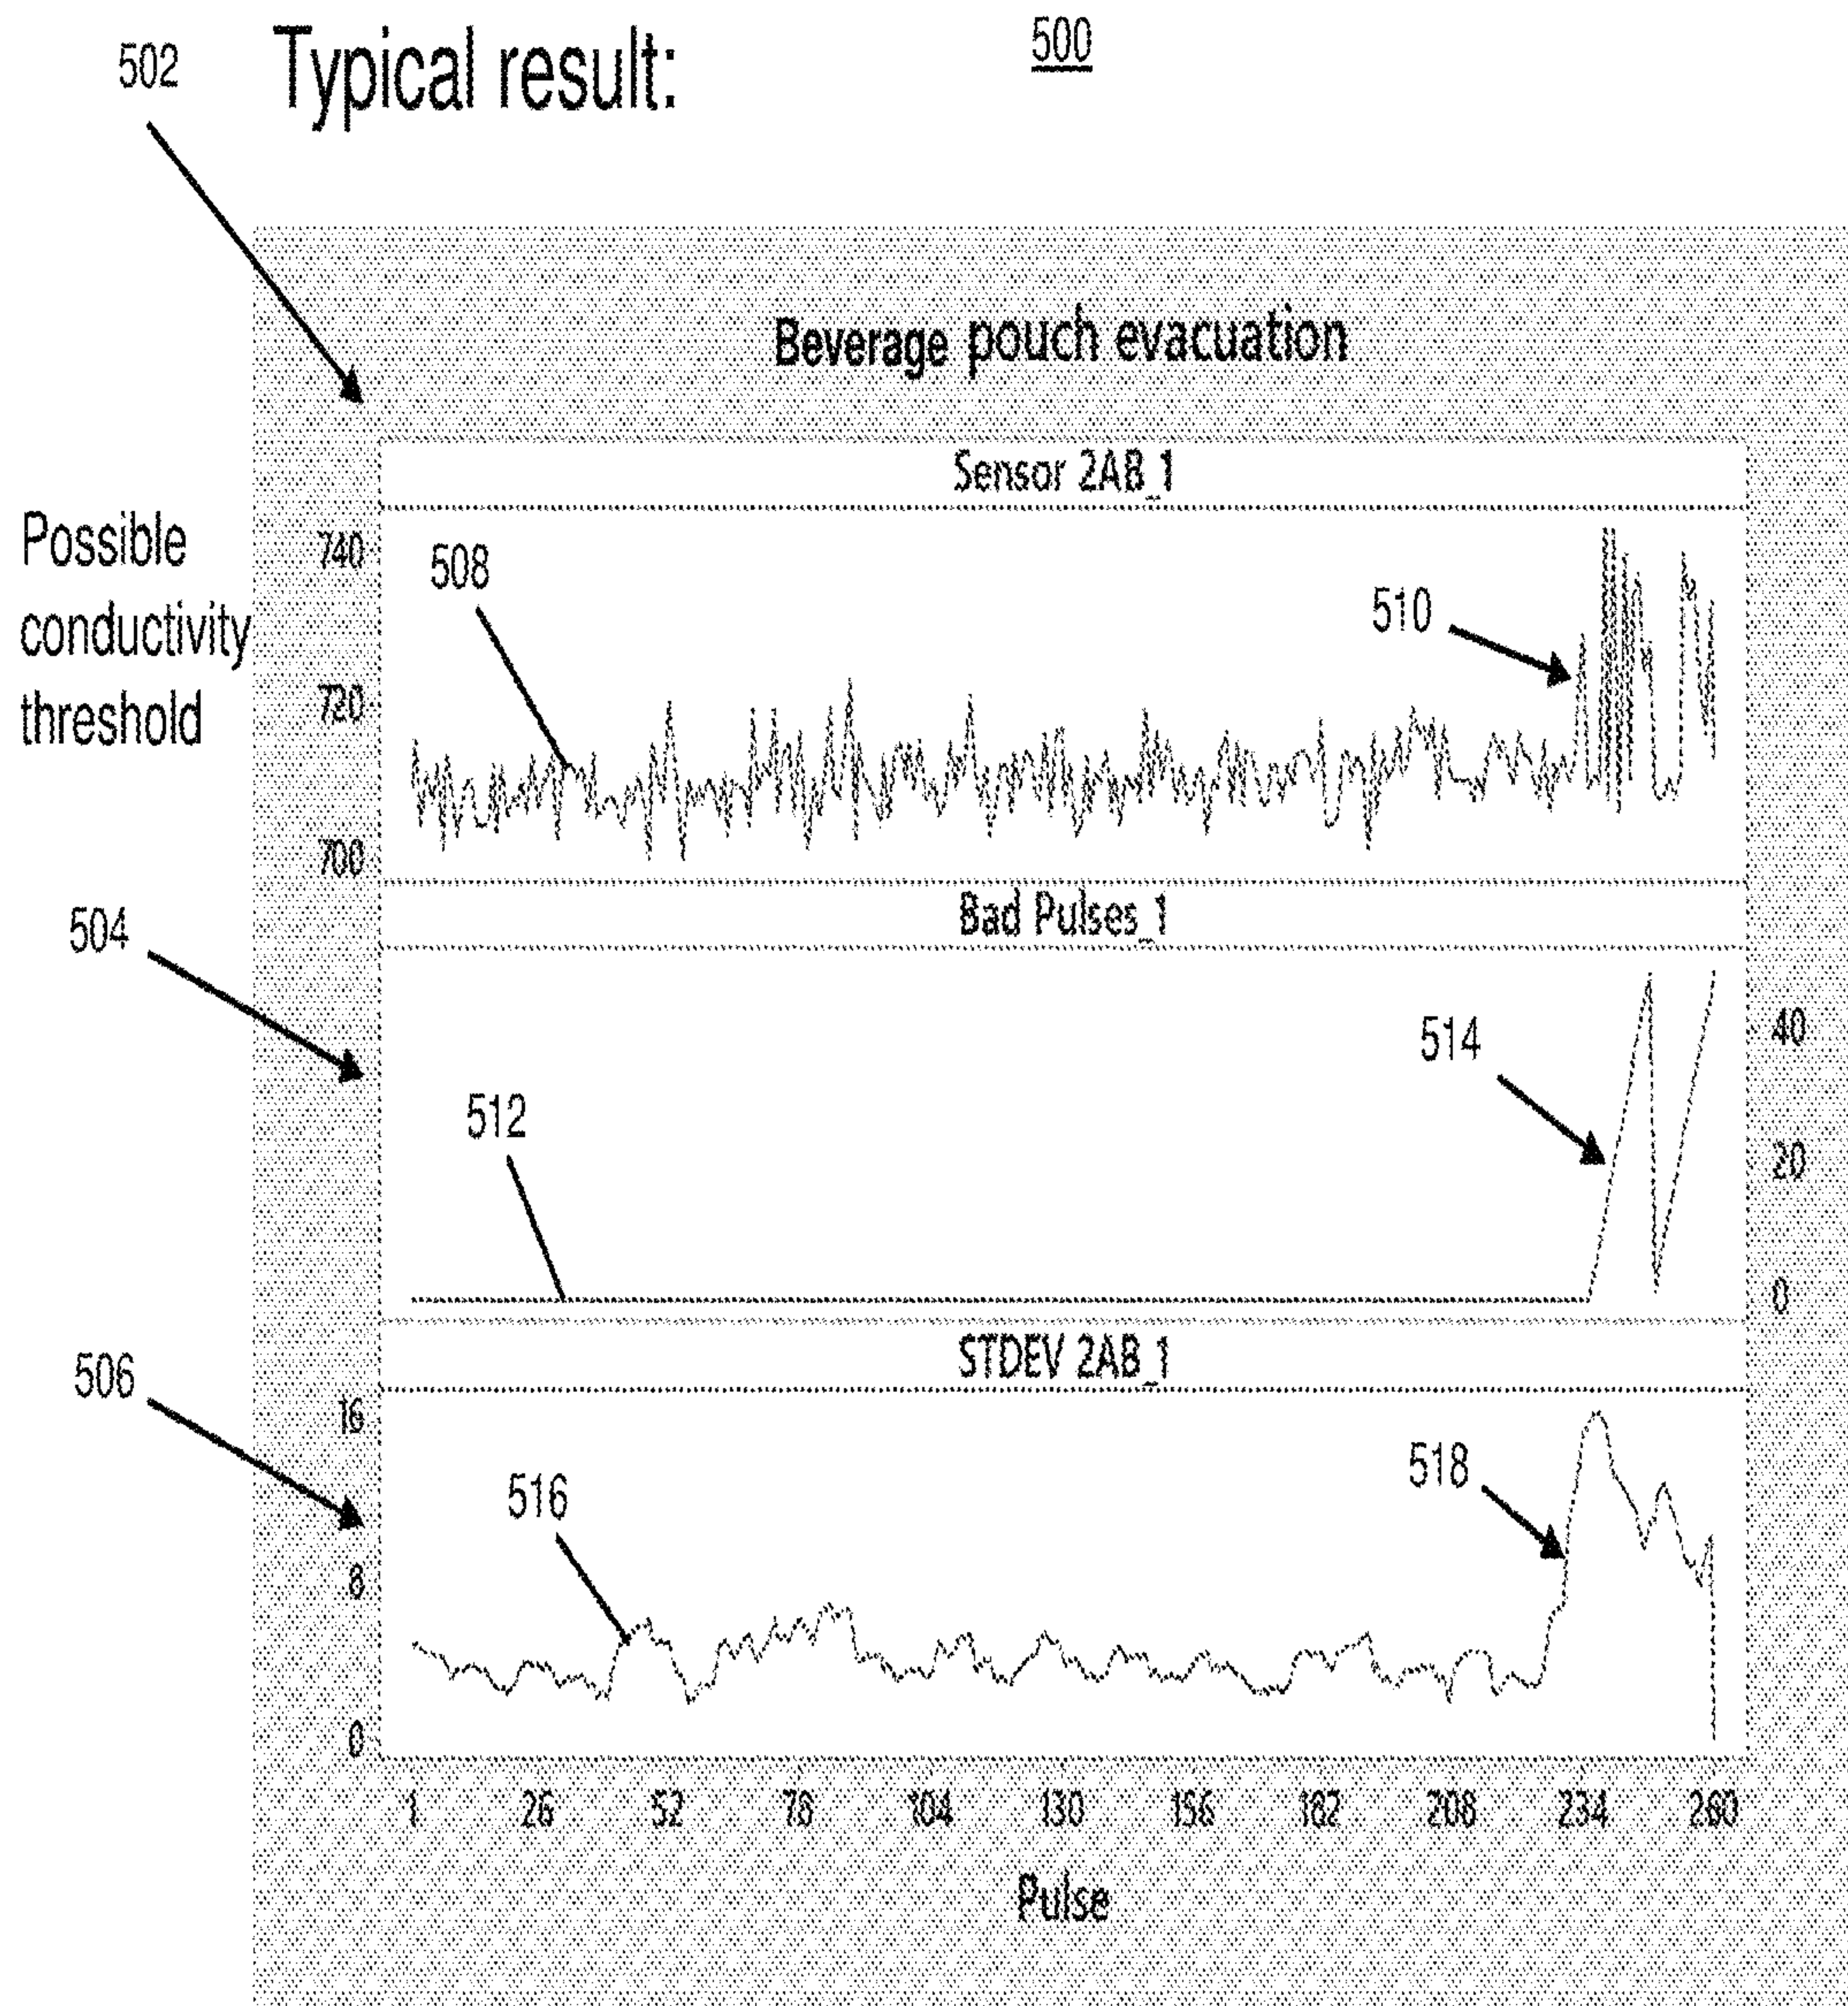 502
Typical result:
500
Beverage pouch evacuation
Sensor 2AB_1
Possible
conductivity
threshold
740
720
700
508
510
Bad Pulses_1
504
512
514
40
20
0
STDEV 2AB_1
506
16
8
0
516
518
1 26 52 78 104 130 156 182 208 234 260
Pulse